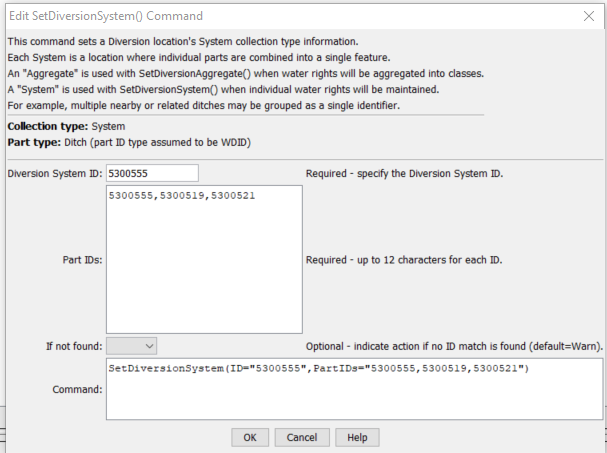 Edit SetDiversionSystem() Command
This command sets a Diversion location's System collection type information.
Each System is a location where individual parts are combined into a single feature.
An "Aggregate" is used with SetDiversionAggregate() when water rights will be aggregated into classes.
A "System" is used with SetDiversionSystem() when individual water rights will be maintained.
For example, multiple nearby or related ditches may be grouped as a single identifier.
Collection type: System
Part type: Ditch (part ID type assumed to be WDID)
Diversion System ID: 5300555 Required - specify the Diversion System ID.
5300555,5300519,5300521
Part IDs: Required - up to 12 characters for each ID.
If not found: Optional - indicate action if no ID match is found (default=Warn).
SetDiversionSystem(ID="5300555",PartIDs="5300555,5300519,5300521")
Command:
OK Cancel Help